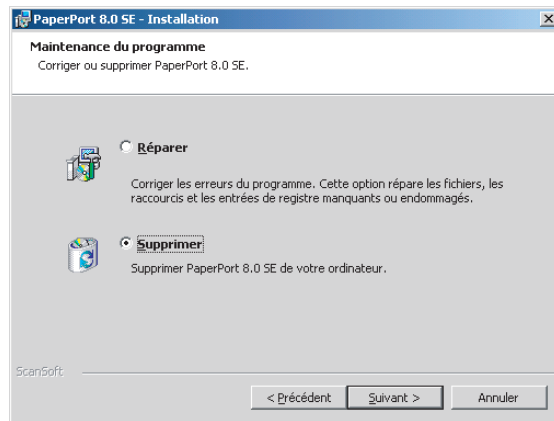 PaperPort 8.0 SE - Installation
Maintenance du programme
Corriger ou supprimer PaperPort 8.0 SE.
Réparer
Corriger les erreurs du programme. Cette option répare les fichiers, les
raccourcis et les entrées de registre manquants ou endommagés.
Supprimer
Supprimer PaperPort 8.0 SE de votre ordinateur.
ScanSoft
< Précédent
Suivant >
Annuler